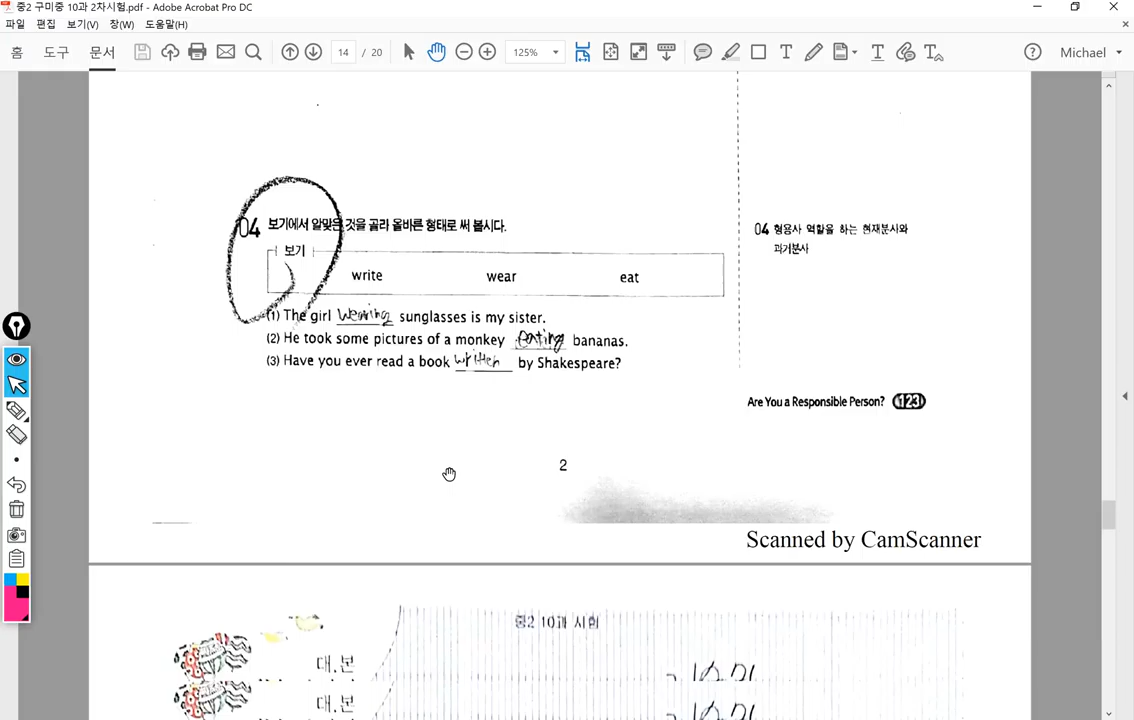 중2 구미중 10과 2차시험.pdf - Adobe Acrobat Pro DC
파일 편집 보기(V) 창(W) 도움말(H)
홈 도구 문서 14 / 20 125% Michael
04 보기에서 알맞은 것을 골라 올바른 형태로 써 봅시다.
04 형용사 역할을 하는 현재분사와
과거분사
보기
write wear eat
(1) The girl wearing sunglasses is my sister.
(2) He took some pictures of a monkey eating bananas.
(3) Have you ever read a book written by Shakespeare?
Are You a Responsible Person? 123
2
Scanned by CamScanner
중2 10과 시험
대.본
대.본